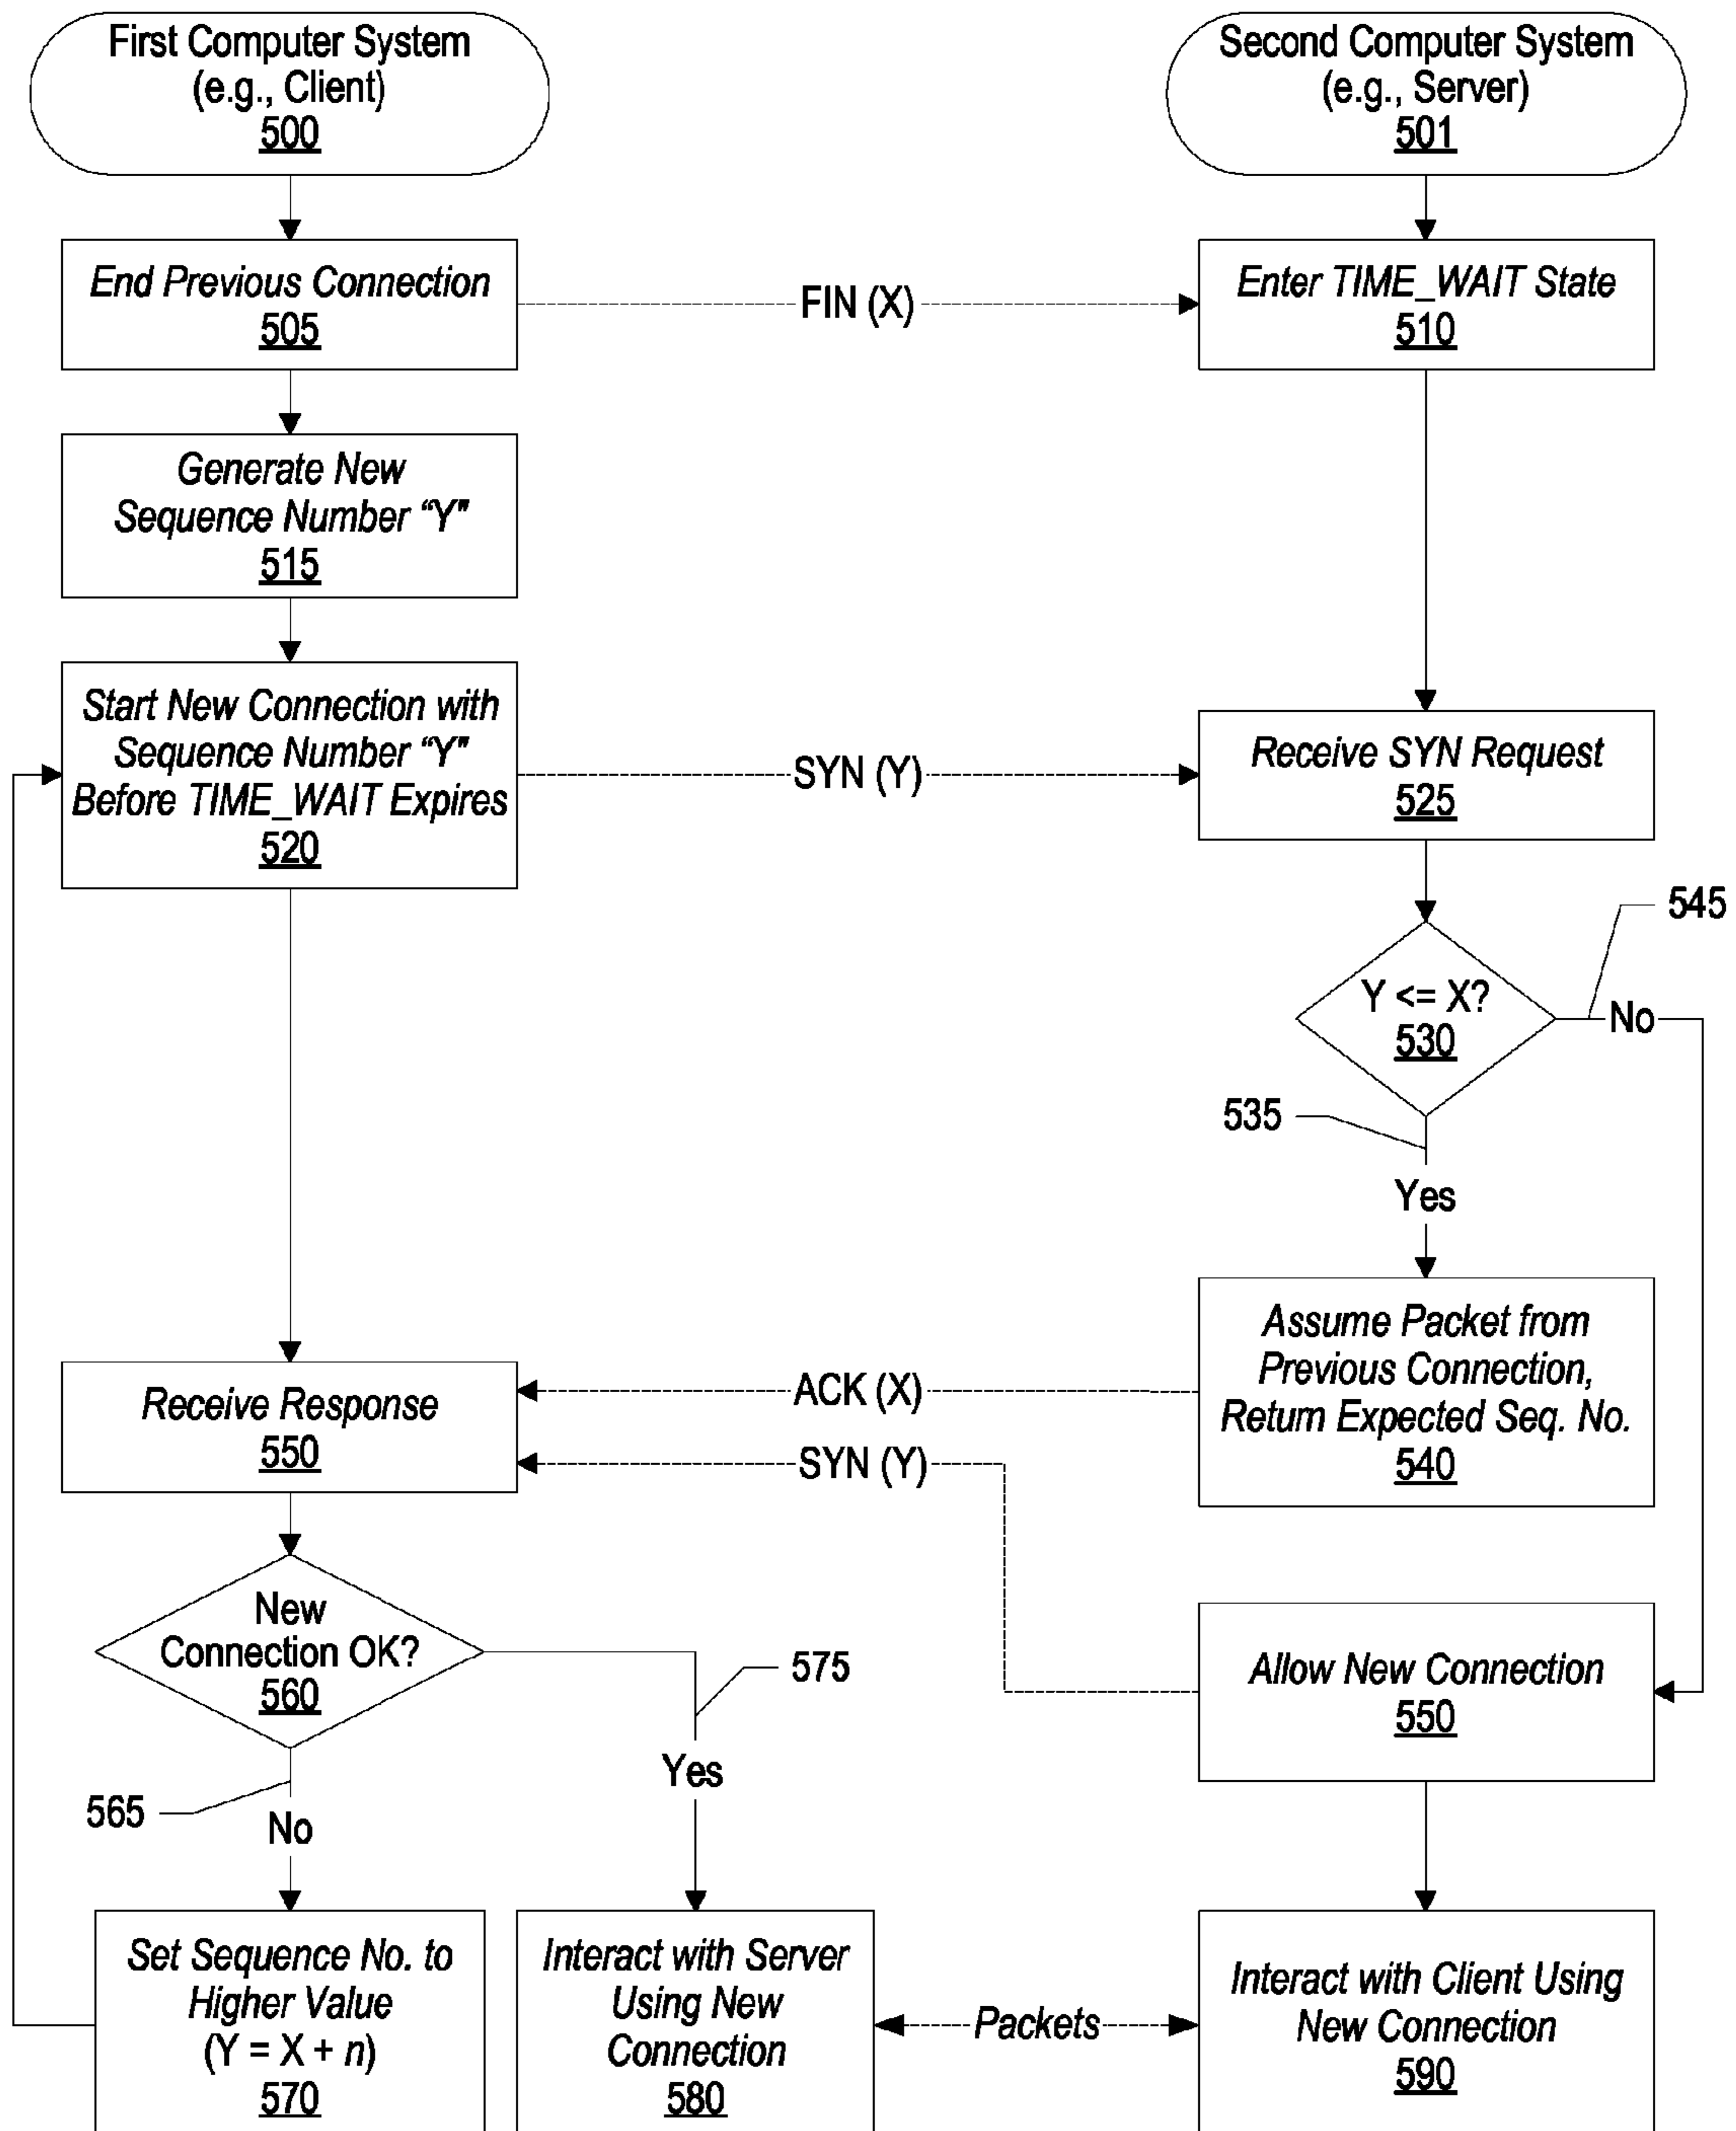 First Computer System
(e.g., Client)
500
Second Computer System
(e.g., Server)
501
End Previous Connection
505
FIN (X)
Enter TIME_WAIT State
510
Generate New
Sequence Number “Y”
515
Start New Connection with
Sequence Number “Y”
Before TIME_WAIT Expires
520
SYN (Y)
Receive SYN Request
525
545
Y <= X?
530
No
535
Yes
Assume Packet from
Previous Connection,
Return Expected Seq. No.
540
ACK (X)
Receive Response
550
SYN (Y)
New
Connection OK?
560
575
Allow New Connection
550
Yes
565
No
Set Sequence No. to
Higher Value
(Y = X + n)
570
Interact with Server
Using New
Connection
580
Packets
Interact with Client Using
New Connection
590